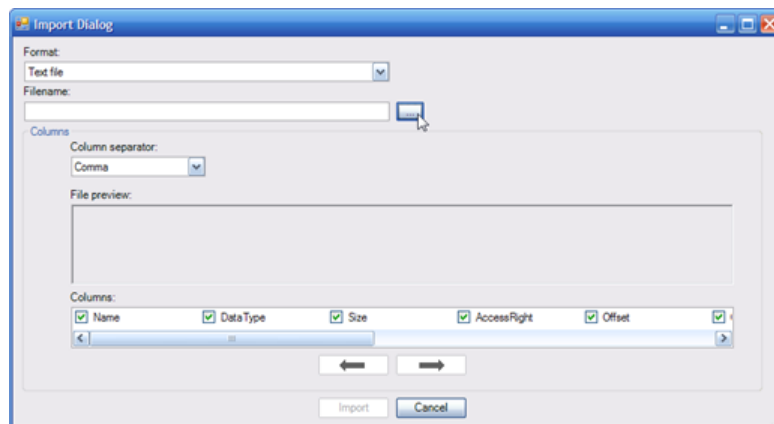 Import Dialog
Format:
Text file
Filename:
...
Columns
Column separator:
Comma
File preview:
Columns:
Name DataType Size AccessRight Offset
Import Cancel